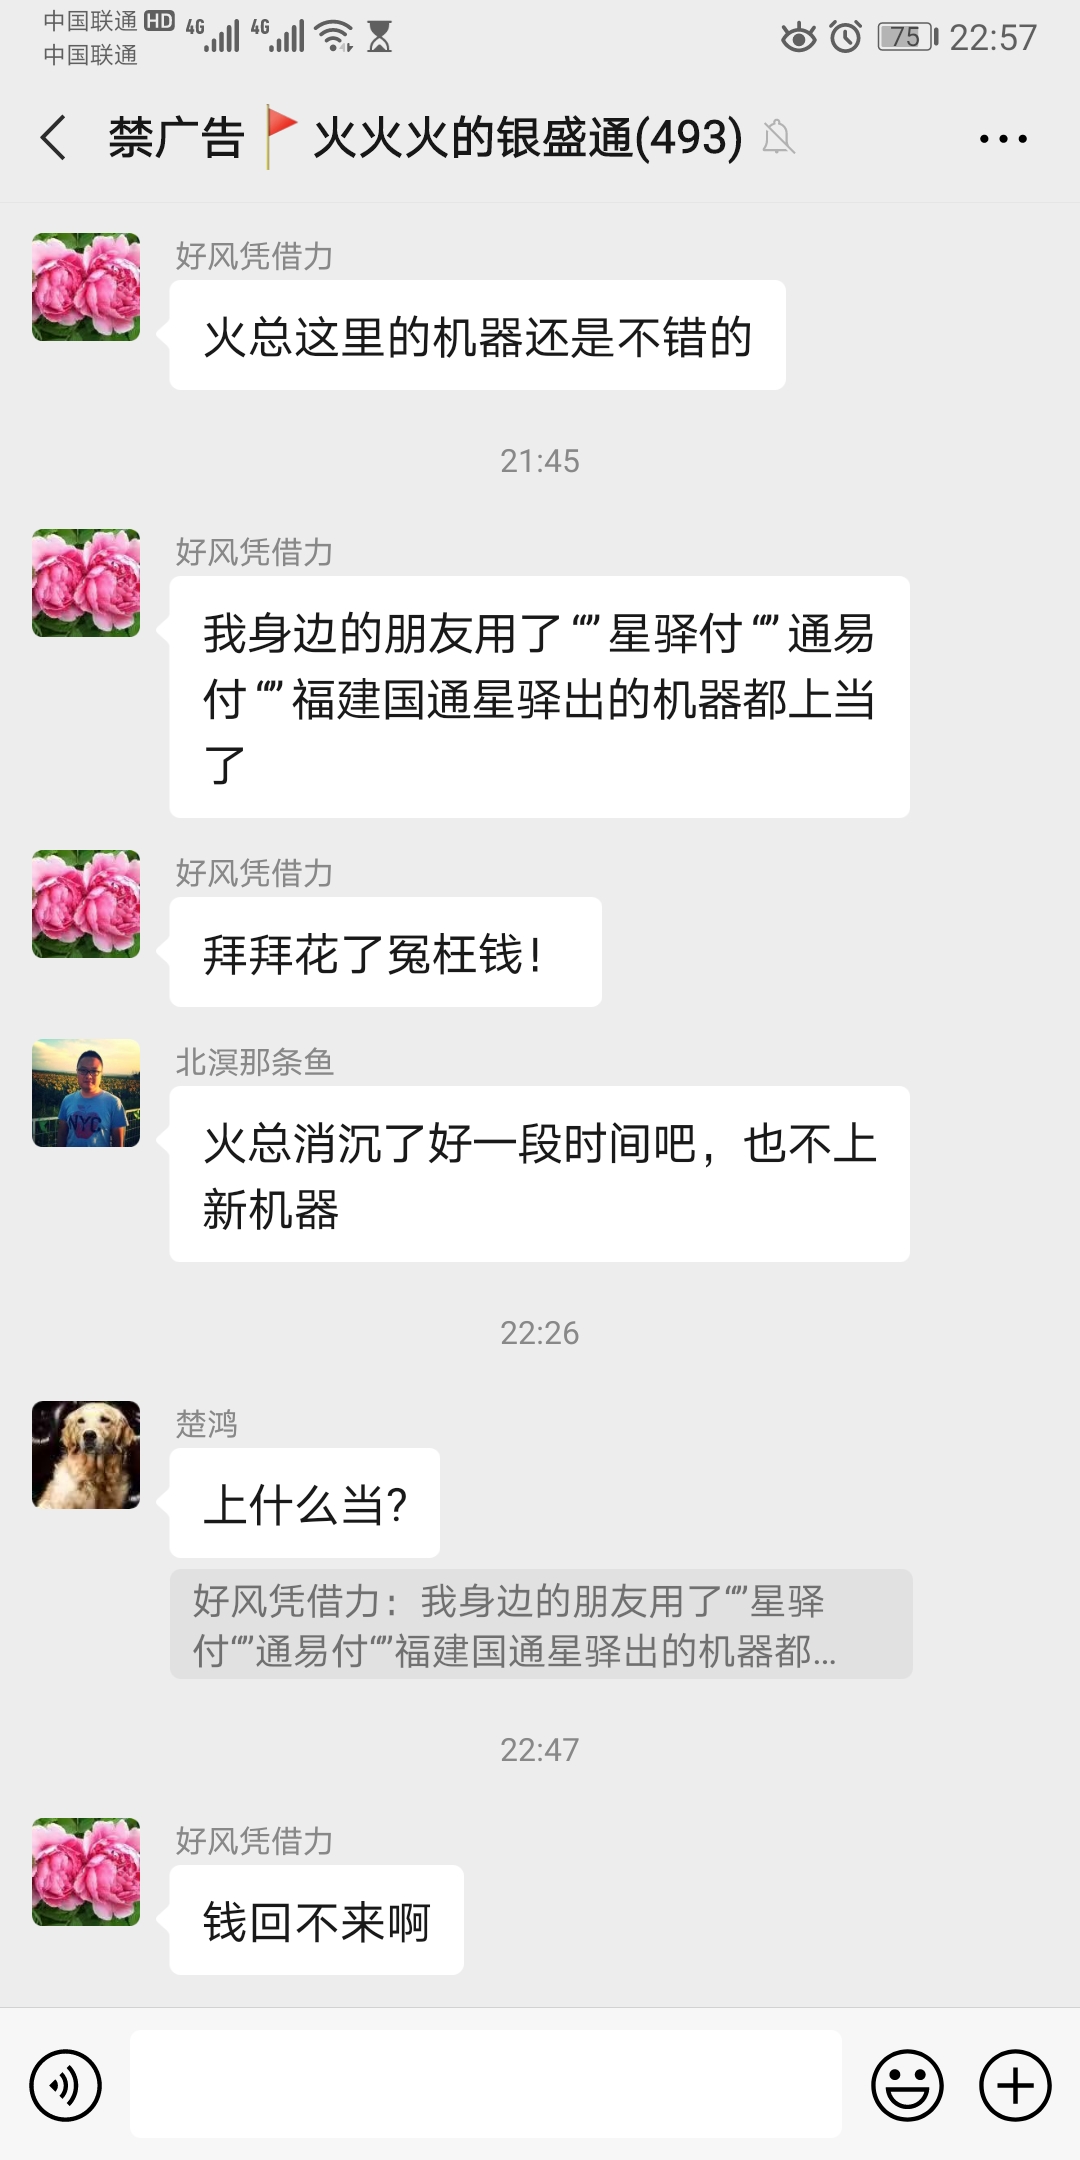 中国联通 HD 4G 4G 75 22:57
中国联通
禁广告🚩火火火的银盛通(493)
好风凭借力
火总这里的机器还是不错的
21:45
好风凭借力
我身边的朋友用了“”星驿付“”通易
付“”福建国通星驿出的机器都上当
了
好风凭借力
拜拜花了冤枉钱!
北溟那条鱼
NYC
火总消沉了好一段时间吧，也不上
新机器
22:26
楚鸿
上什么当?
好风凭借力：我身边的朋友用了“”星驿
付“”通易付“”福建国通星驿出的机器都...
22:47
好风凭借力
钱回不来啊